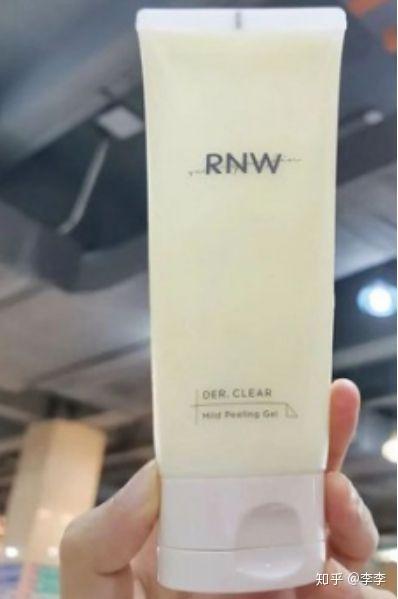 RNW
DER. CLEAR
Mild Peeling Gel
知乎 @李李